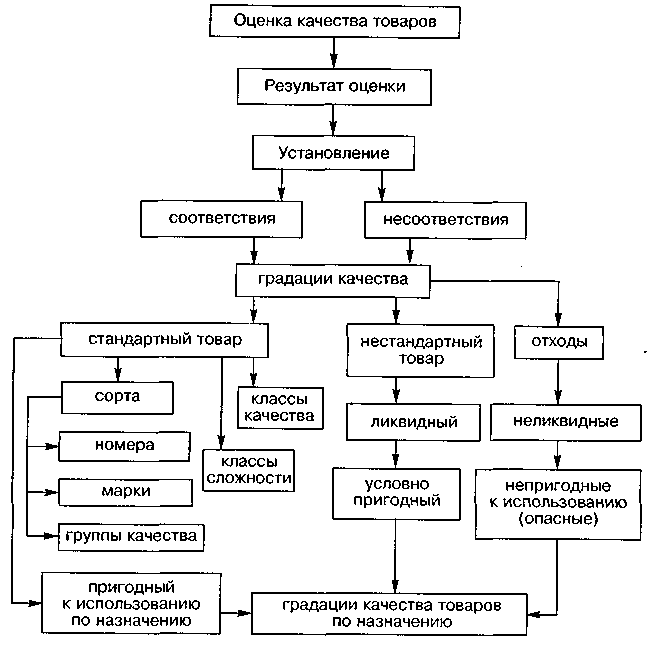 Оценка качества товаров
Результат оценки
Установление
соответствия
несоответствия
градации качества
стандартный товар
нестандартный
товар
отходы
сорта
классы
качества
ликвидный
неликвидные
номера
классы
сложности
условно
пригодный
непригодные
к использованию
(опасные)
марки
группы качества
пригодный
к использованию
по назначению
градации качества товаров
по назначению